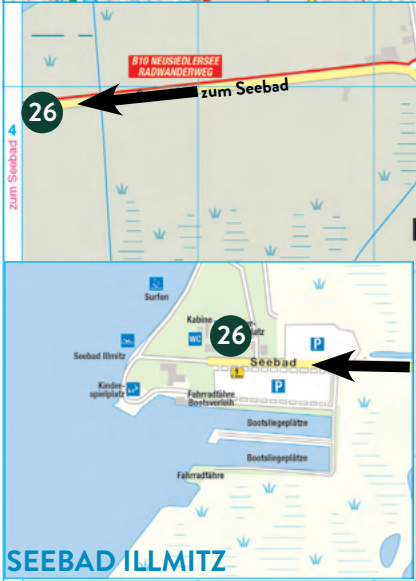 B10 NEUSIEDLERSEE
RADWANDERWEG
zum Seebad
26
4
zum Seebad
Surfen
Kabine
26
latz
WC
P
Seebad Illmitz
Seebad
Kinder-
spielplatz
P
Fahrradfähre
Bootsverleih
Bootsliegeplätze
Bootsliegeplätze
Fahrradfähre
SEEBAD ILLMITZ